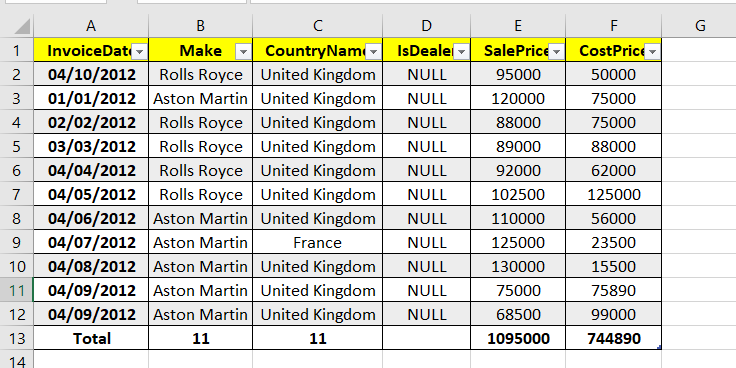 A B C D E F G
1 InvoiceDate Make CountryName IsDealer SalePrice CostPrice
2 04/10/2012 Rolls Royce United Kingdom NULL 95000 50000
3 01/01/2012 Aston Martin United Kingdom NULL 120000 75000
4 02/02/2012 Rolls Royce United Kingdom NULL 88000 75000
5 03/03/2012 Rolls Royce United Kingdom NULL 89000 88000
6 04/04/2012 Rolls Royce United Kingdom NULL 92000 62000
7 04/05/2012 Rolls Royce United Kingdom NULL 102500 125000
8 04/06/2012 Aston Martin United Kingdom NULL 110000 56000
9 04/07/2012 Aston Martin France NULL 125000 23500
10 04/08/2012 Aston Martin United Kingdom NULL 130000 15500
11 04/09/2012 Aston Martin United Kingdom NULL 75000 75890
12 04/09/2012 Aston Martin United Kingdom NULL 68500 99000
13 Total 11 11 1095000 744890
14